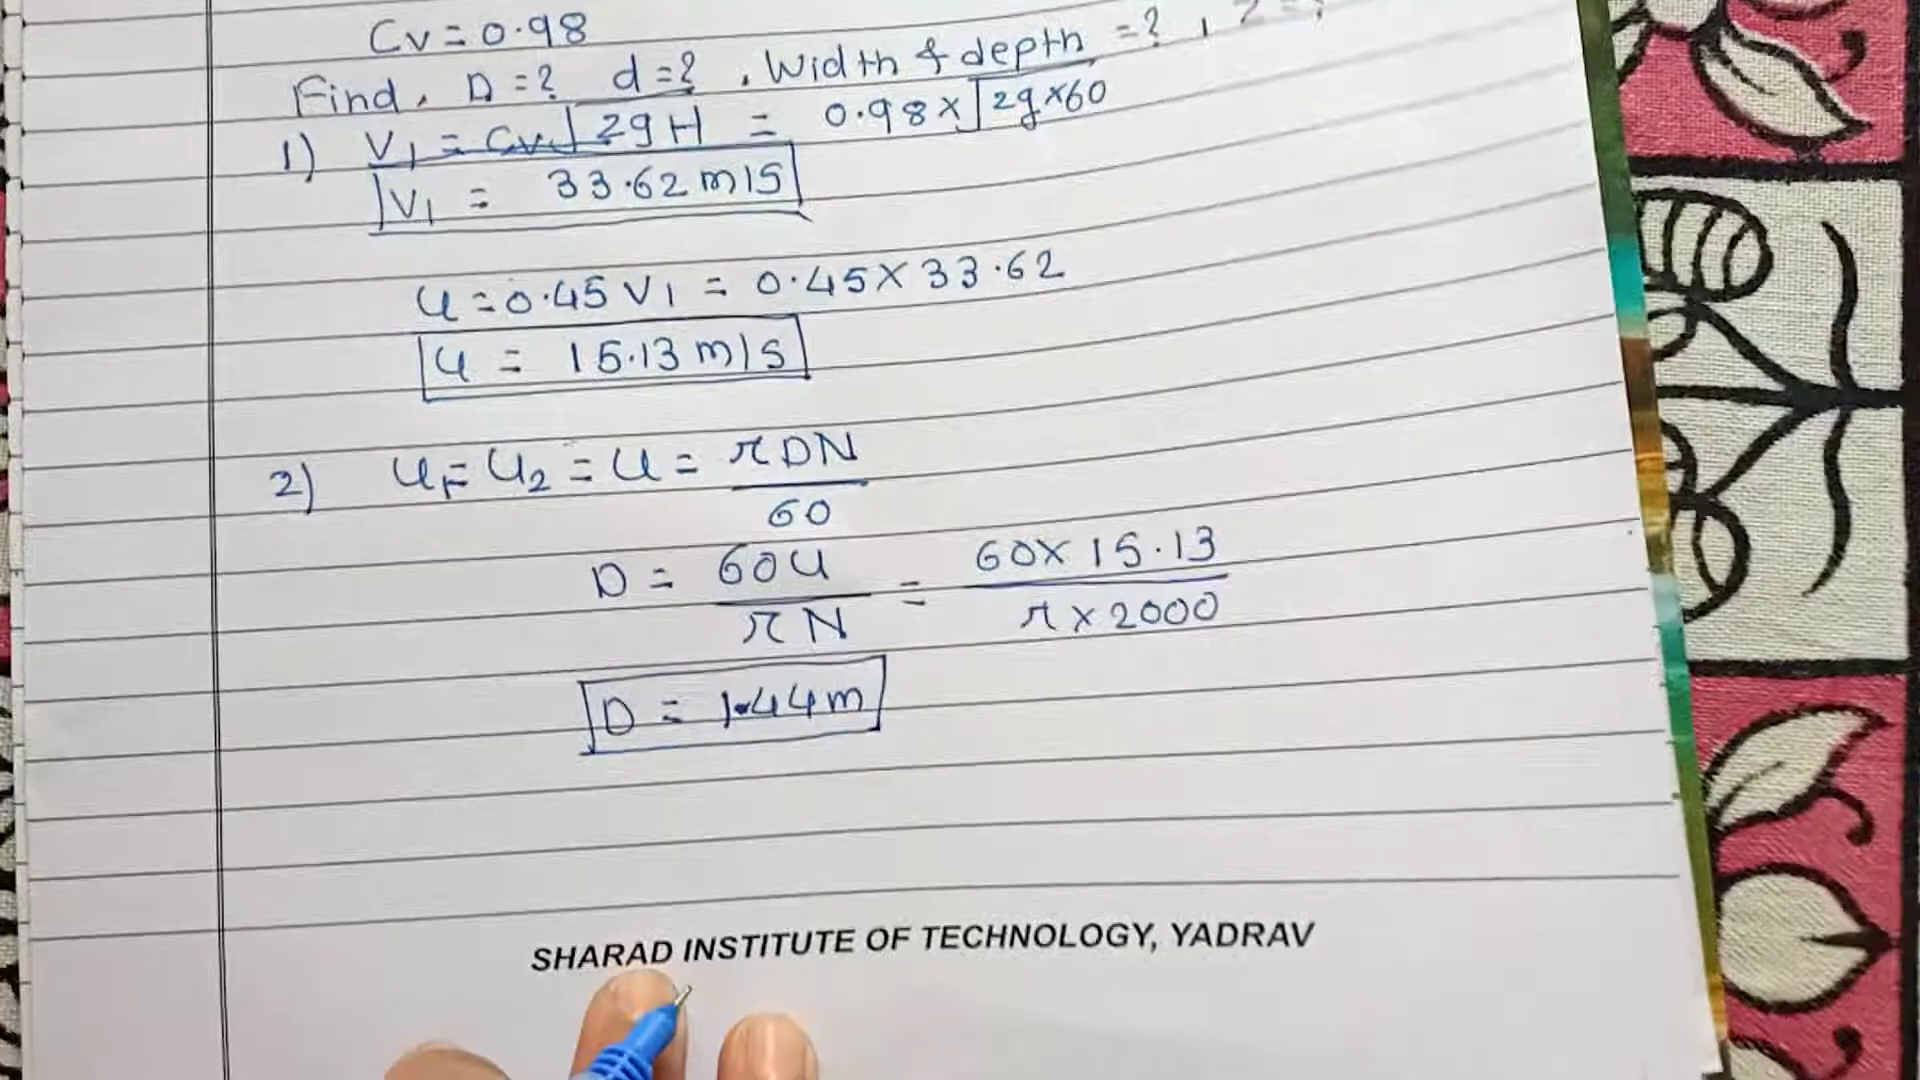 Cv = 0.98
Find, D = ? d = ?, Width & depth = ?, Z = ?
1) V1 = Cv √2gH = 0.98 × √2g×60
V1 = 33.62 m/s
u = 0.45 V1 = 0.45 × 33.62
u = 15.13 m/s
2) u1 = u2 = u = πDN
60
D = 60u = 60 × 15.13
πN π × 2000
D = 1.44m
SHARAD INSTITUTE OF TECHNOLOGY, YADRAV